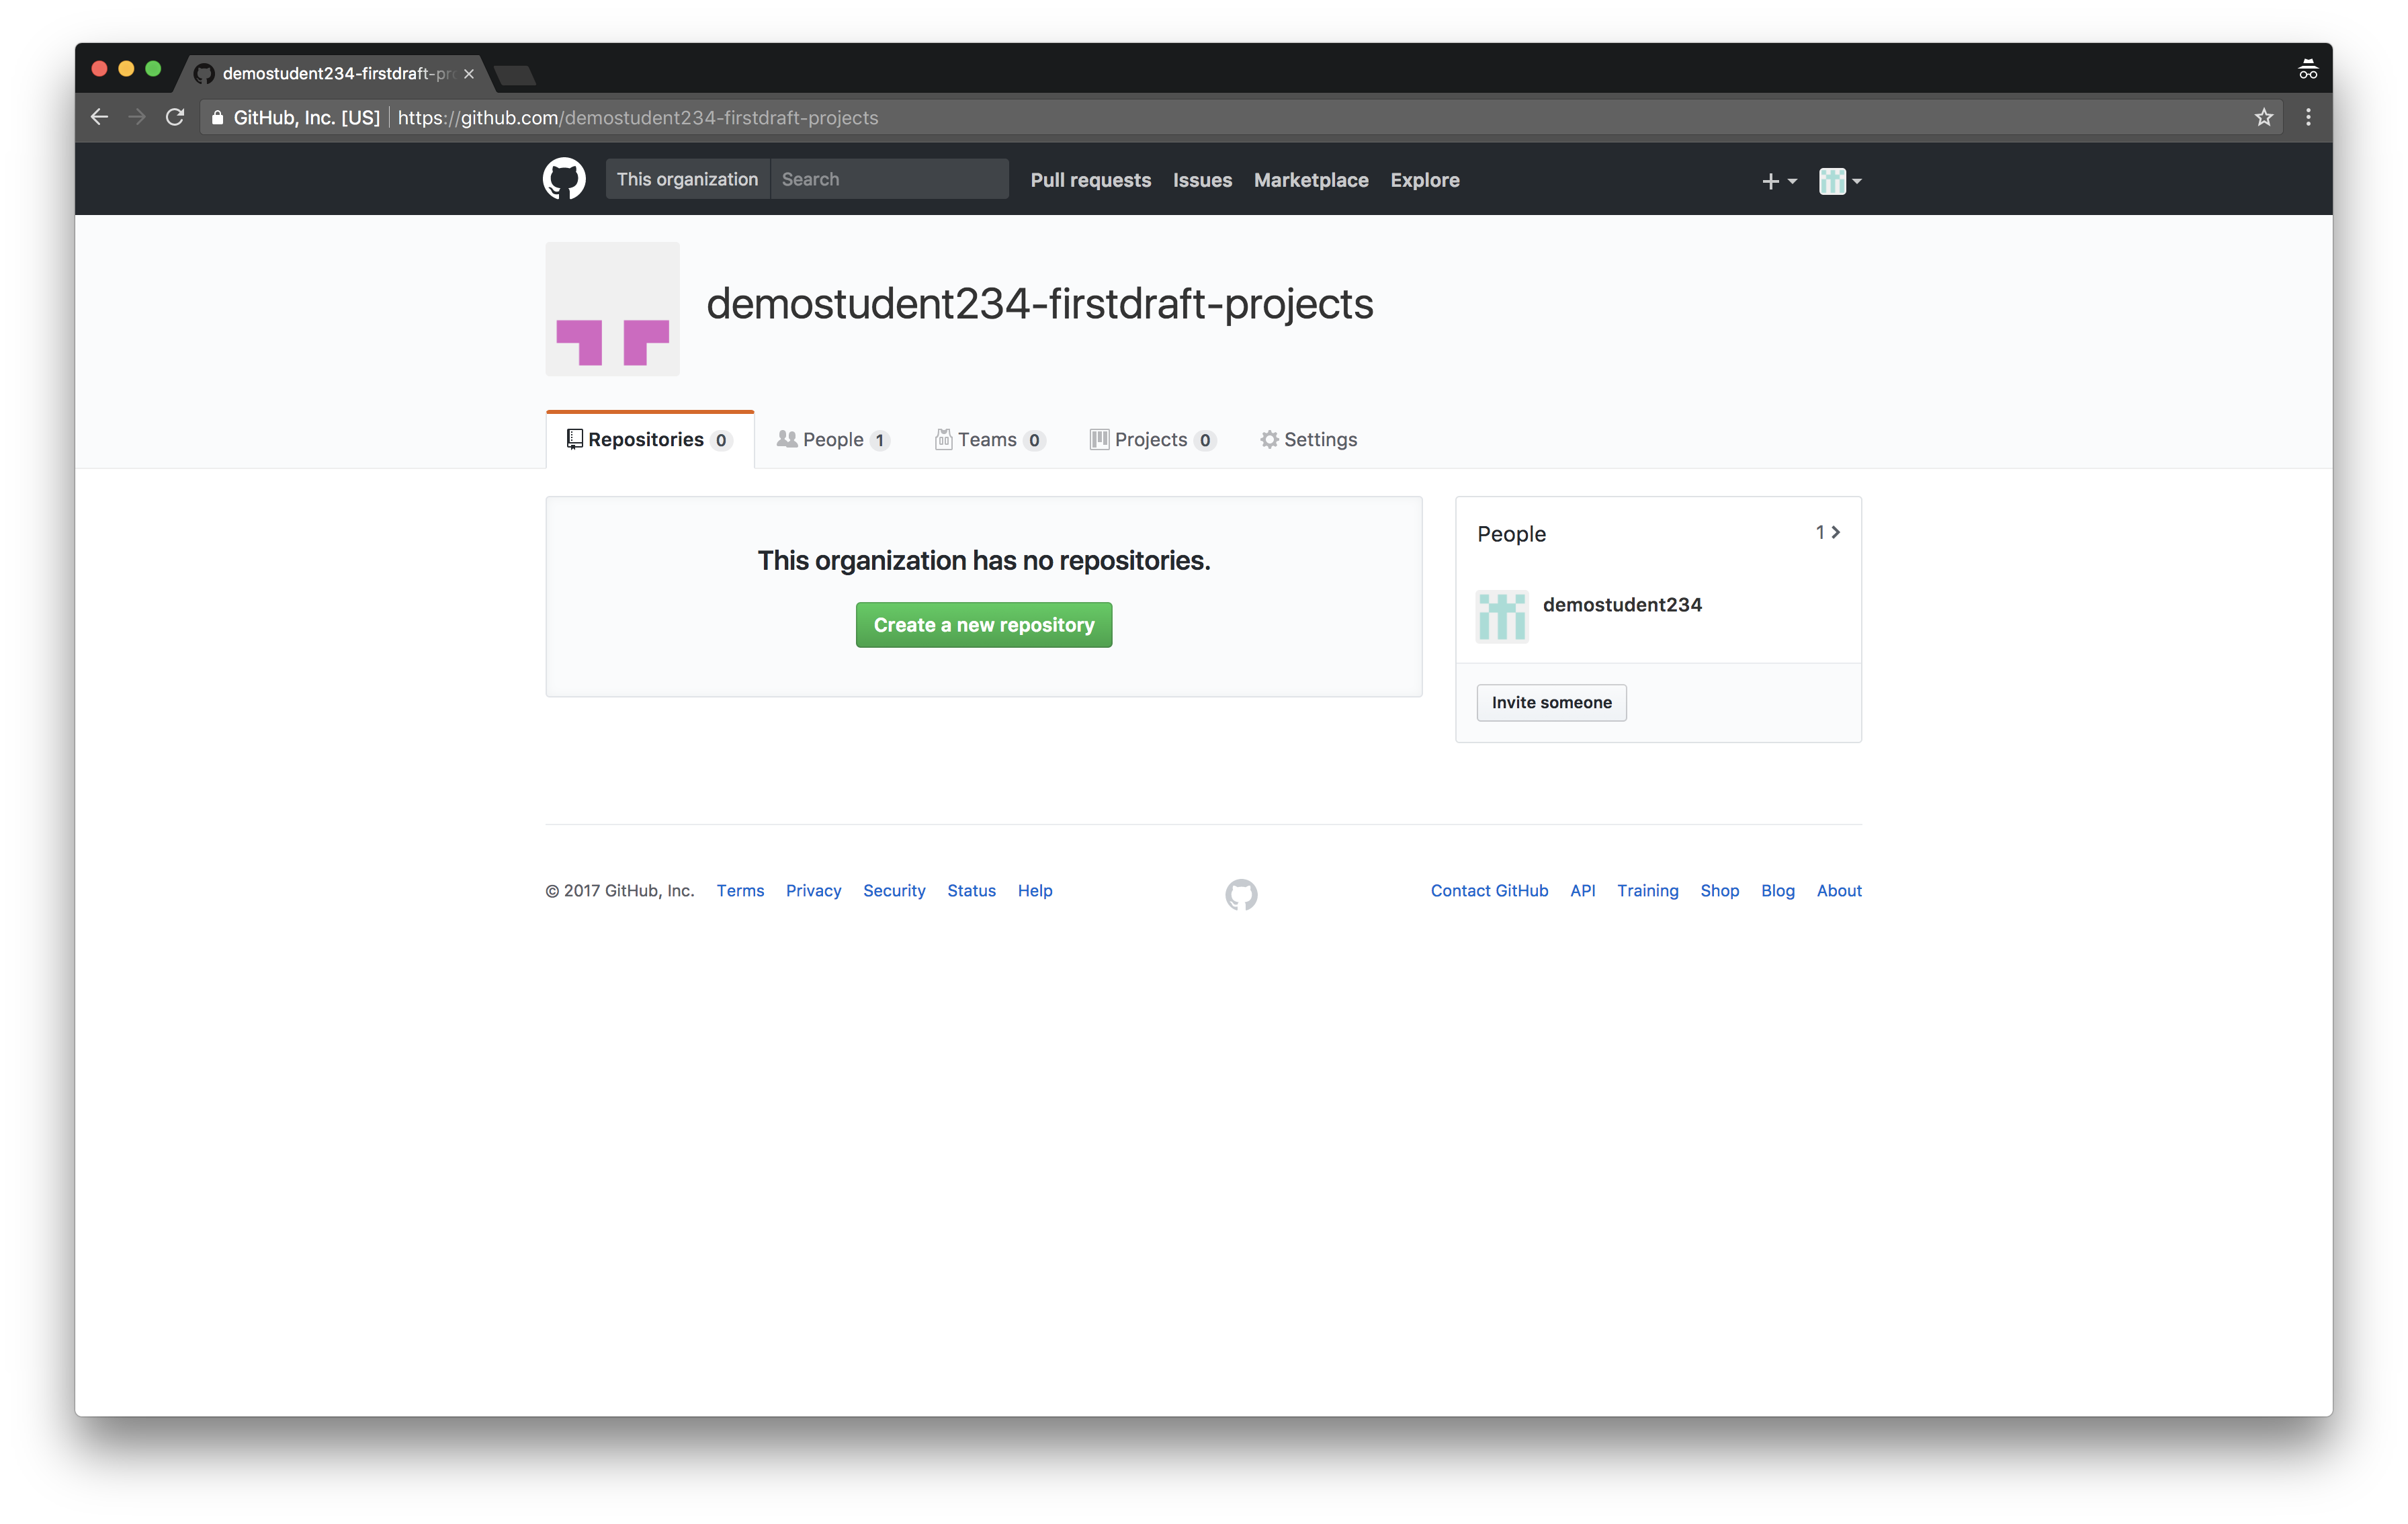 demostudent234-firstdraft-pr
GitHub, Inc. [US] https://github.com/demostudent234-firstdraft-projects
This organization Search Pull requests Issues Marketplace Explore
demostudent234-firstdraft-projects
Repositories 0 People 1 Teams 0 Projects 0 Settings
This organization has no repositories.
Create a new repository
People 1
demostudent234
Invite someone
© 2017 GitHub, Inc. Terms Privacy Security Status Help Contact GitHub API Training Shop Blog About